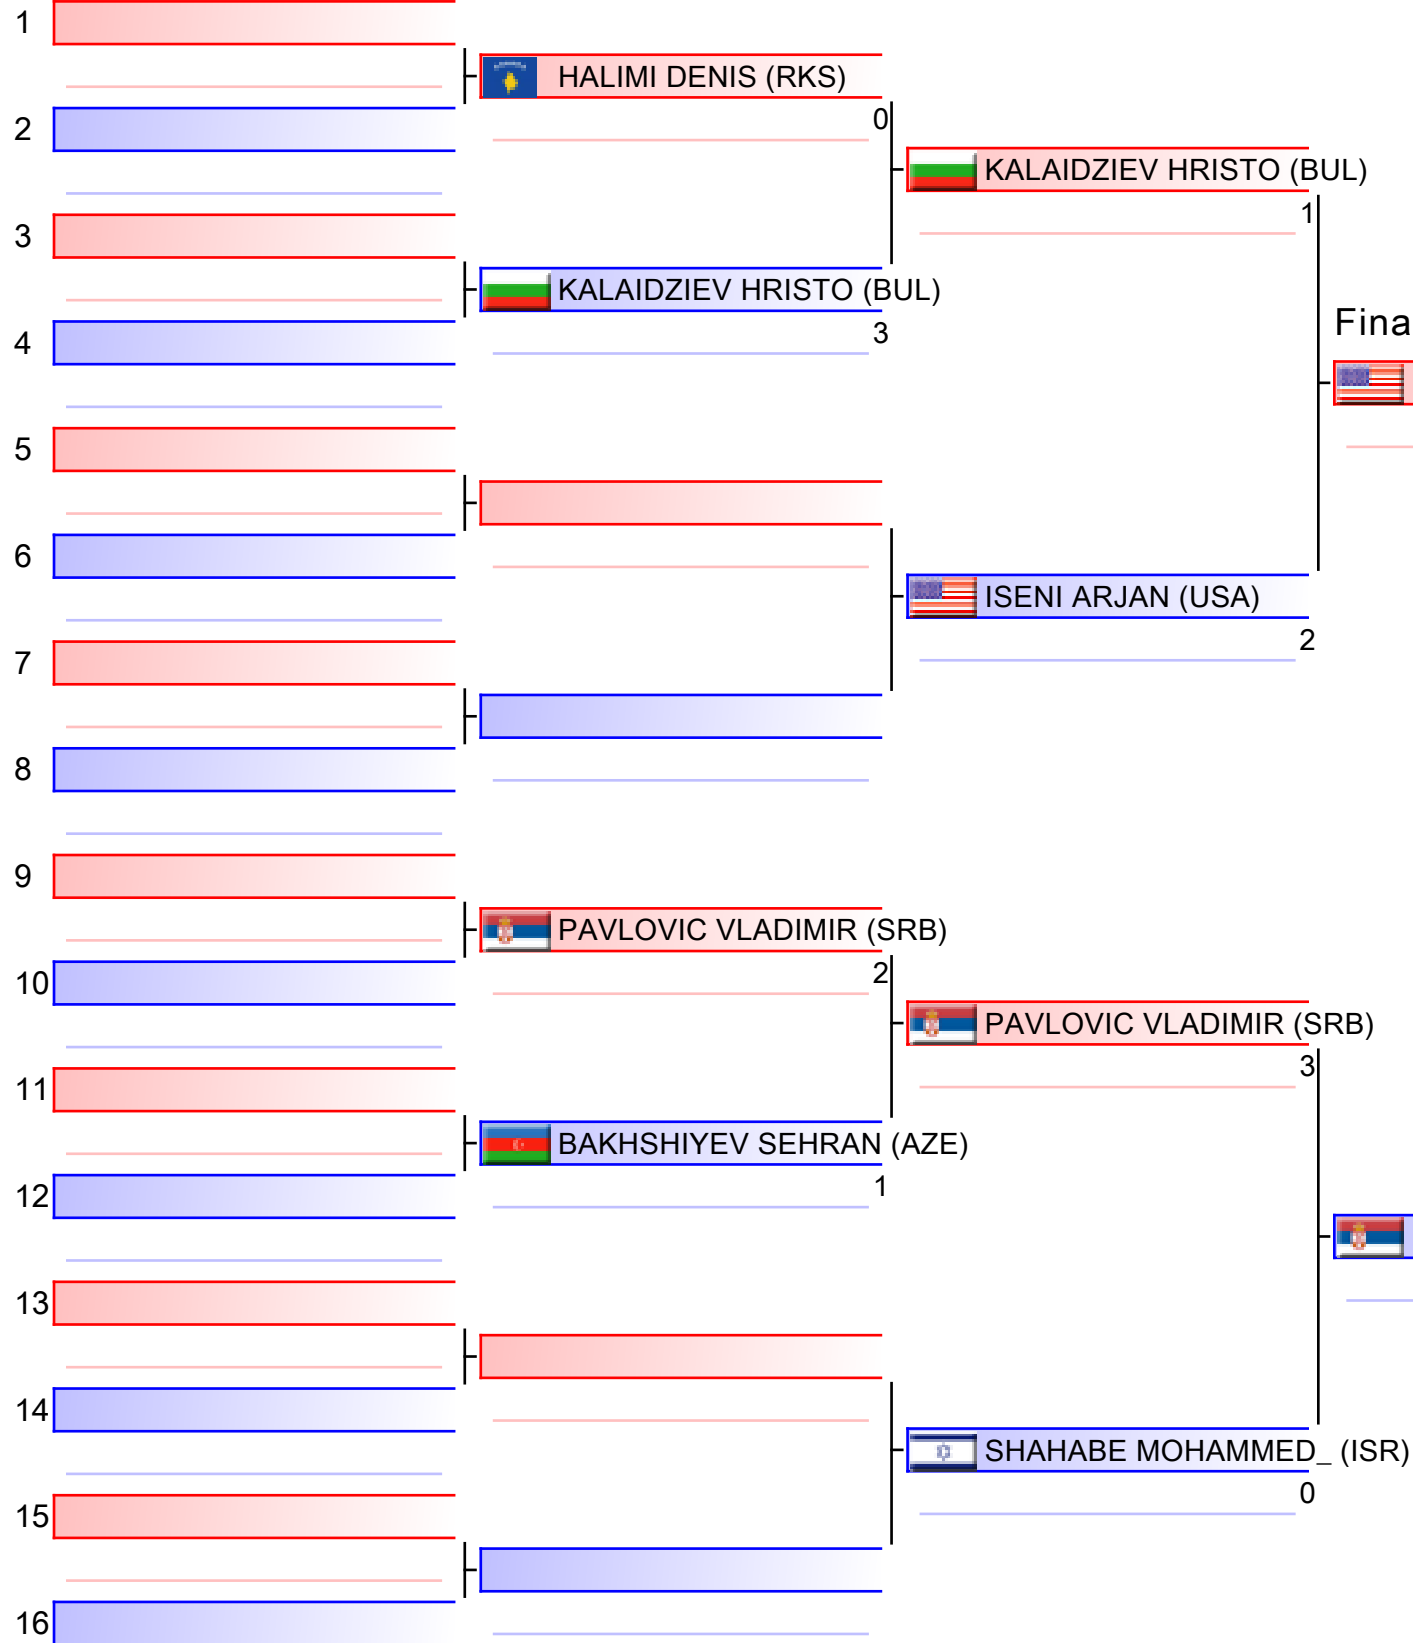 1
HALIMI DENIS (RKS)
0
2
KALAIDZIEV HRISTO (BUL)
1
3
KALAIDZIEV HRISTO (BUL)
3
4
Fina
5
6
ISENI ARJAN (USA)
2
7
8
9
PAVLOVIC VLADIMIR (SRB)
2
10
PAVLOVIC VLADIMIR (SRB)
3
11
BAKHSHIYEV SEHRAN (AZE)
1
12
13
14
SHAHABE MOHAMMED_ (ISR)
0
15
16